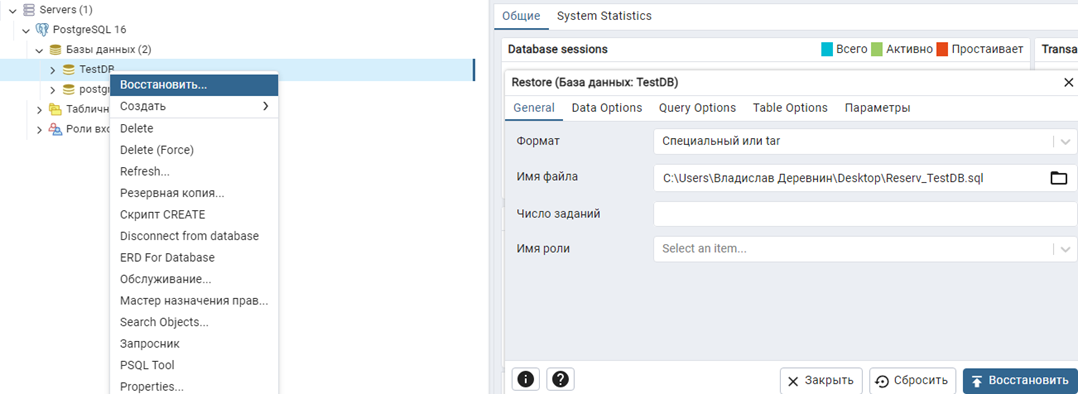 Servers (1)
PostgreSQL 16
Базы данных (2)
TestDB
postgr
Табличн
Роли вхо
Восстановить...
Создать
Delete
Delete (Force)
Refresh...
Резервная копия...
Скрипт CREATE
Disconnect from database
ERD For Database
Обслуживание...
Мастер назначения прав...
Search Objects...
Запросник
PSQL Tool
Properties...
Общие System Statistics
Database sessions Всего Активно Простаивает Transa
Restore (База данных: TestDB)
General Data Options Query Options Table Options Параметры
Формат Специальный или tar
Имя файла C:\Users\Владислав Деревнин\Desktop\Reserv_TestDB.sql
Число заданий
Имя роли Select an item...
Закрыть Сбросить Восстановить